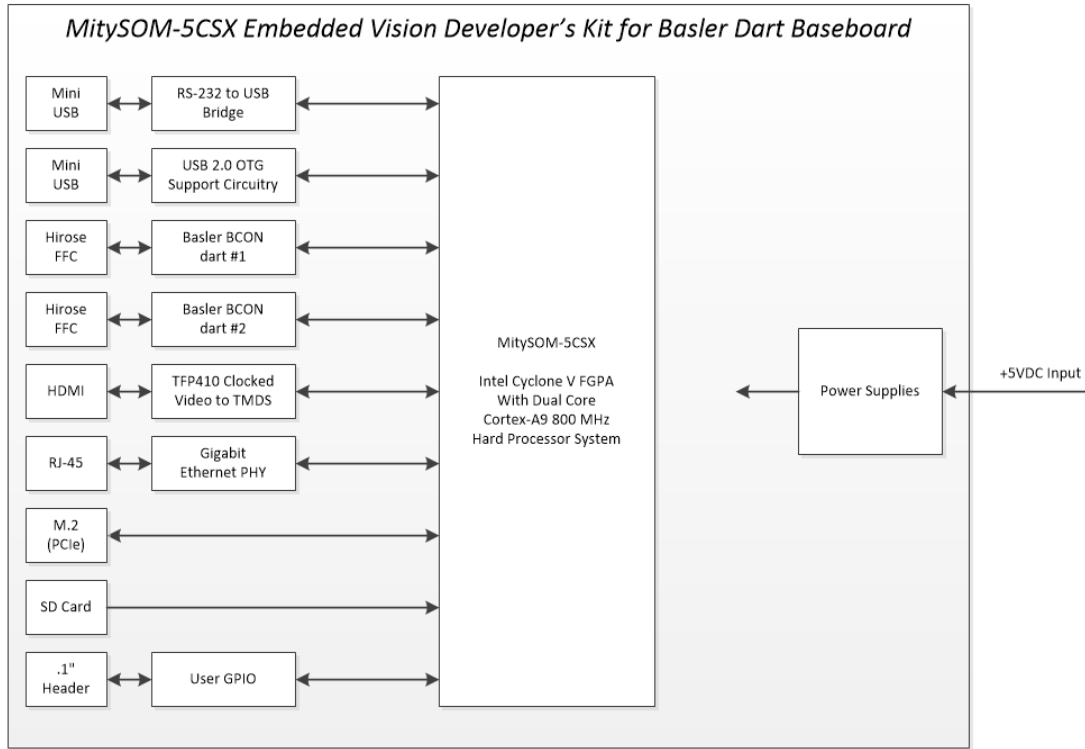 MitySOM-5CSX Embedded Vision Developer's Kit for Basler Dart Baseboard
Mini
USB
RS-232 to USB
Bridge
Mini
USB
USB 2.0 OTG
Support Circuitry
Hirose
FFC
Basler BCON
dart #1
Hirose
FFC
Basler BCON
dart #2
HDMI
TFP410 Clocked
Video to TMDS
RJ-45
Gigabit
Ethernet PHY
M.2
(PCIe)
SD Card
.1"
Header
User GPIO
MitySOM-5CSX
Intel Cyclone V FGPA
With Dual Core
Cortex-A9 800 MHz
Hard Processor System
Power Supplies
+5VDC Input